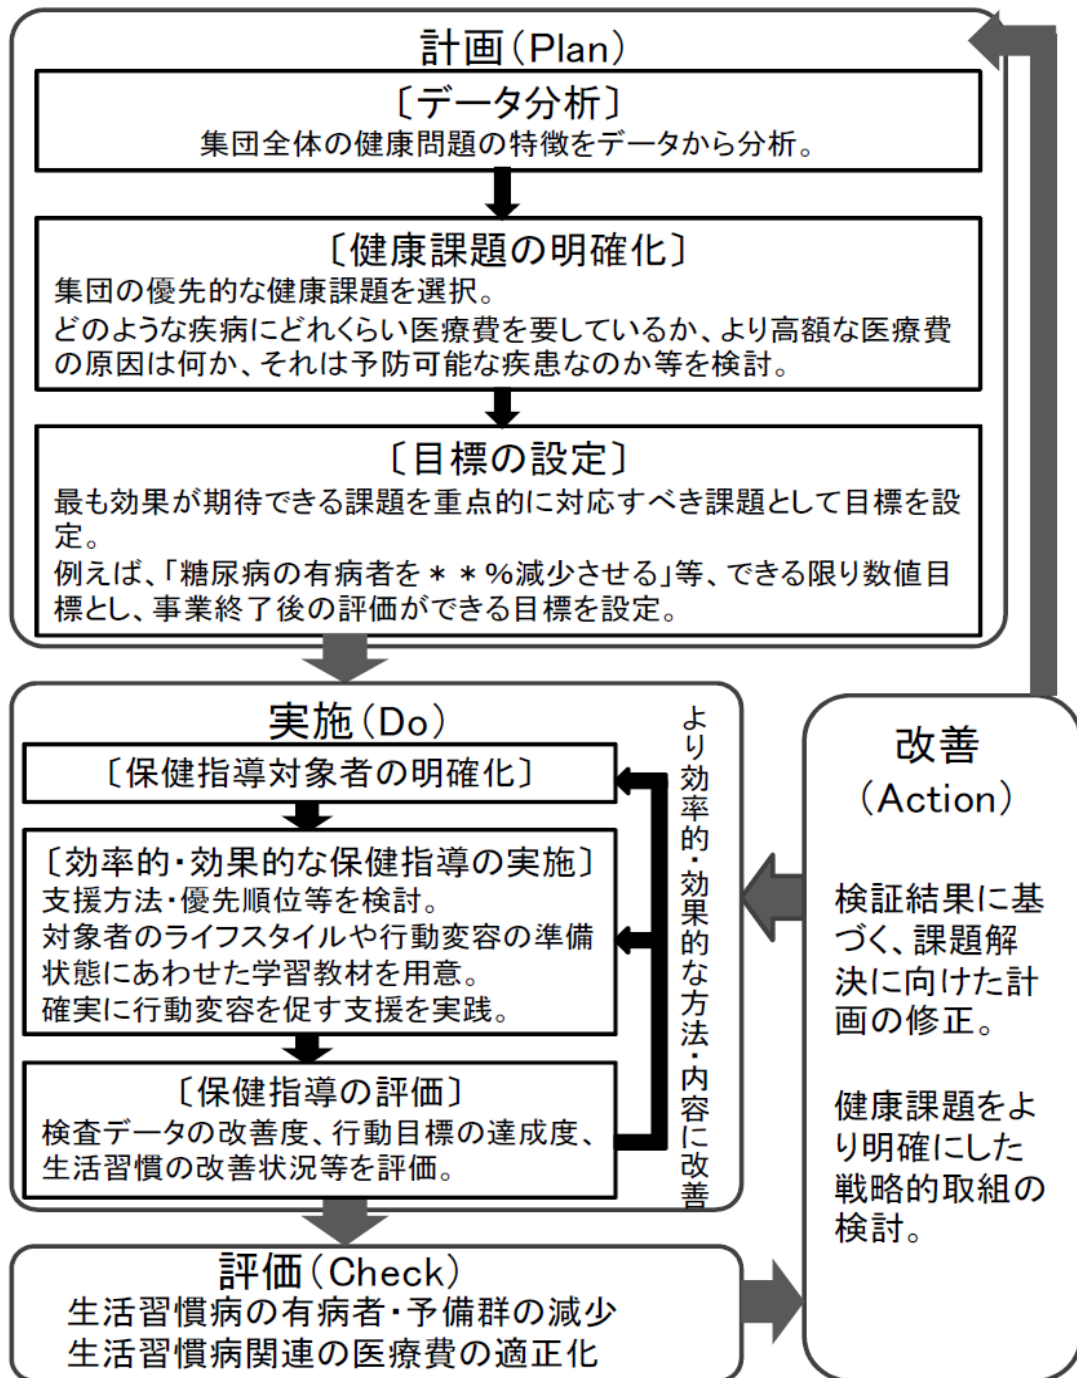 計画(Plan)
〔データ分析〕
集団全体の健康問題の特徴をデータから分析。
〔健康課題の明確化〕
集団の優先的な健康課題を選択。
どのような疾病にどれくらい医療費を要しているか、より高額な医療費
の原因は何か、それは予防可能な疾患なのか等を検討。
〔目標の設定〕
最も効果が期待できる課題を重点的に対応すべき課題として目標を設
定。
例えば、「糖尿病の有病者を＊＊%減少させる」等、できる限り数値目
標とし、事業終了後の評価ができる目標を設定。
実施(Do)
〔保健指導対象者の明確化〕
〔効率的・効果的な保健指導の実施〕
支援方法・優先順位等を検討。
対象者のライフスタイルや行動変容の準備
状態にあわせた学習教材を用意。
確実に行動変容を促す支援を実践。
〔保健指導の評価〕
検査データの改善度、行動目標の達成度、
生活習慣の改善状況等を評価。
より効率的・効果的な方法・内容に改善
評価(Check)
生活習慣病の有病者・予備群の減少
生活習慣病関連の医療費の適正化
改善
(Action)
検証結果に基
づく、課題解
決に向けた計
画の修正。
健康課題をよ
り明確にした
戦略的取組の
検討。